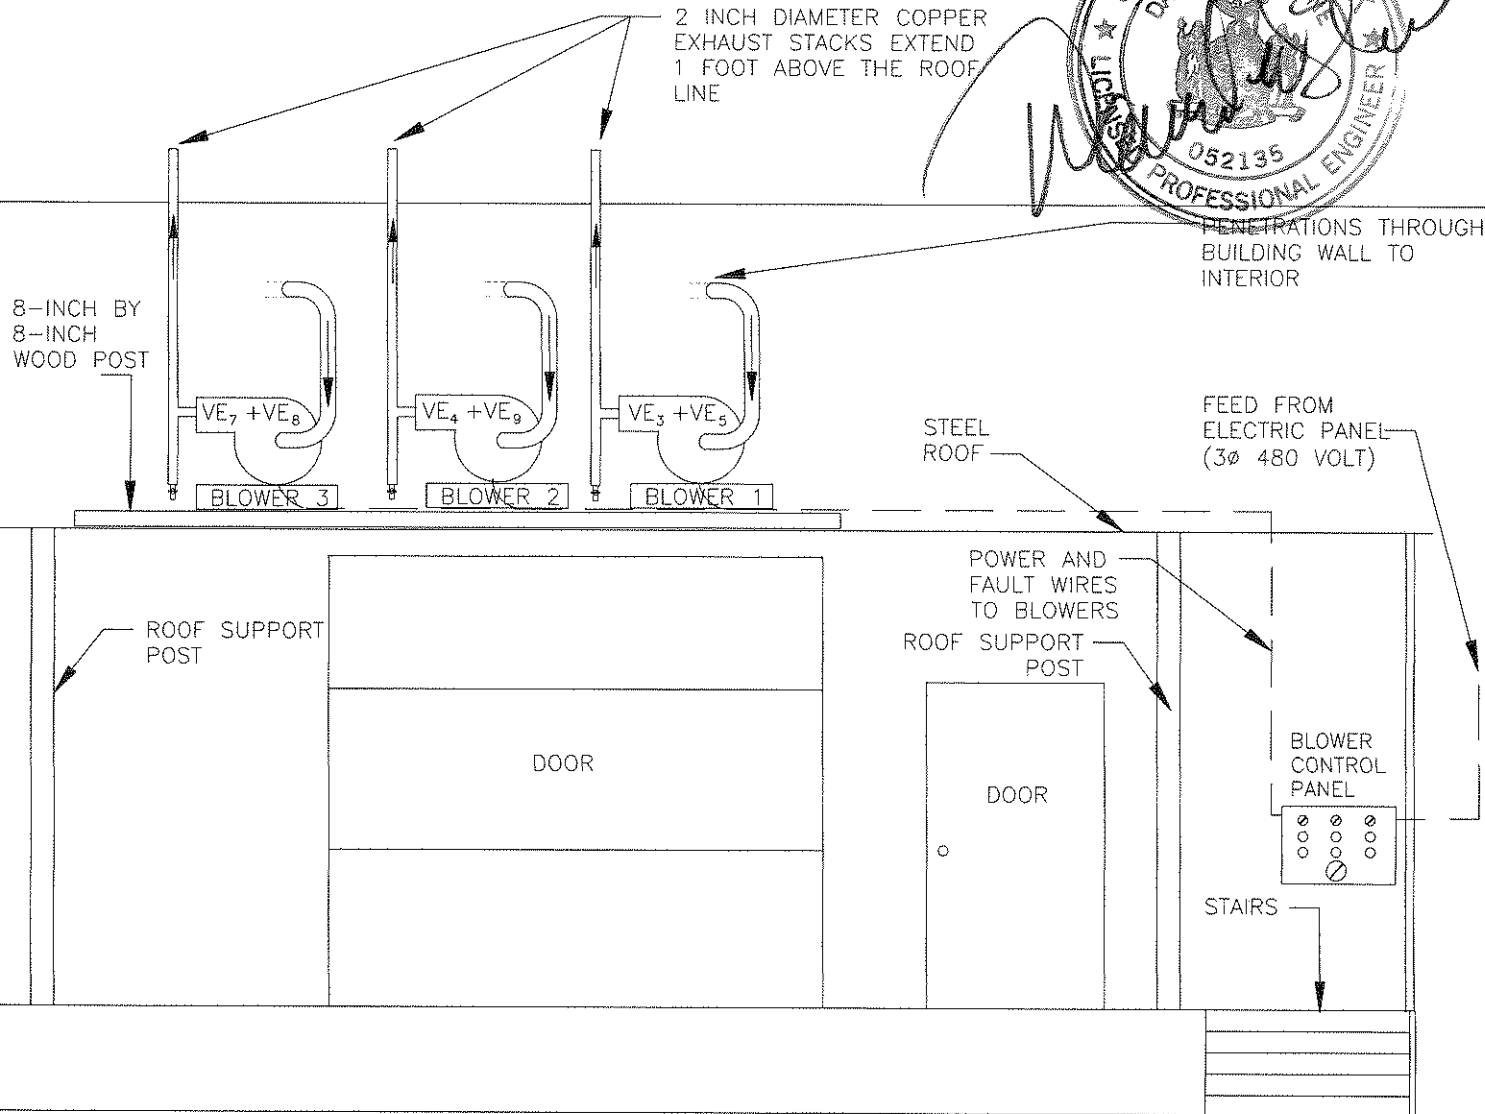 2 INCH DIAMETER COPPER
EXHAUST STACKS EXTEND
1 FOOT ABOVE THE ROOF
LINE
LICENSED PROFESSIONAL ENGINEER
052135
PENETRATIONS THROUGH
BUILDING WALL TO
INTERIOR
8-INCH BY
8-INCH
WOOD POST
VE₇ +VE₈
VE₄ +VE₉
VE₃ +VE₅
BLOWER 3
BLOWER 2
BLOWER 1
STEEL
ROOF
FEED FROM
ELECTRIC PANEL
(3ø 480 VOLT)
POWER AND
FAULT WIRES
TO BLOWERS
ROOF SUPPORT
POST
ROOF SUPPORT
POST
DOOR
DOOR
BLOWER
CONTROL
PANEL
STAIRS